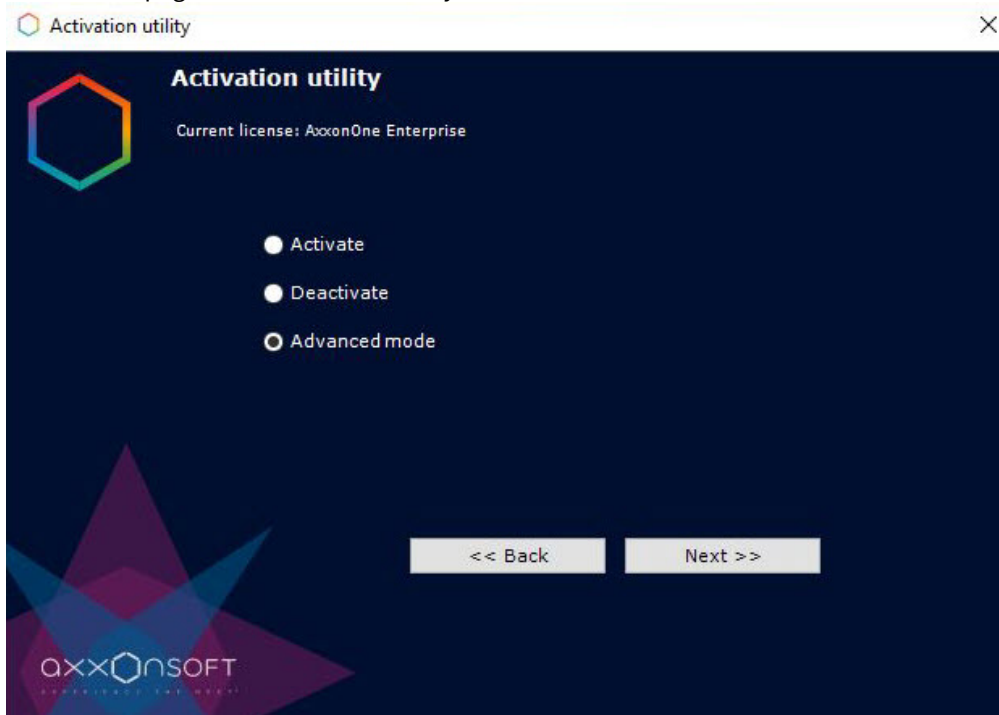 Activation utility
Activation utility
Current license: AxxonOne Enterprise
Activate
Deactivate
Advanced mode
<< Back
Next >>
axxonsoft